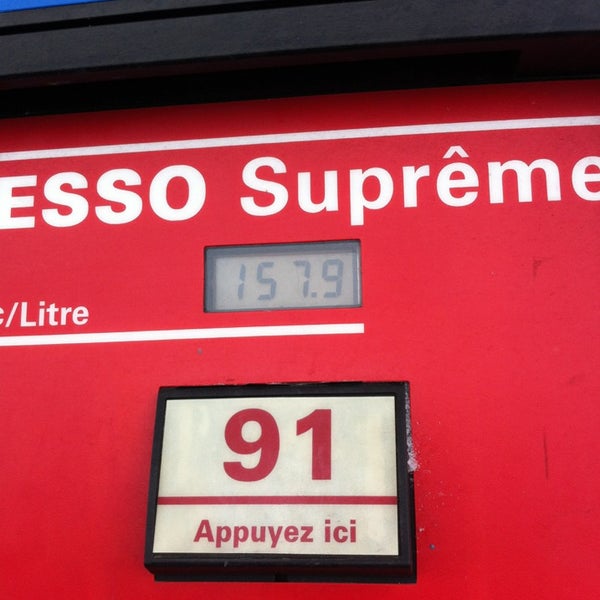 ESSO Suprême
157.9
c/Litre
91
Appuyez ici